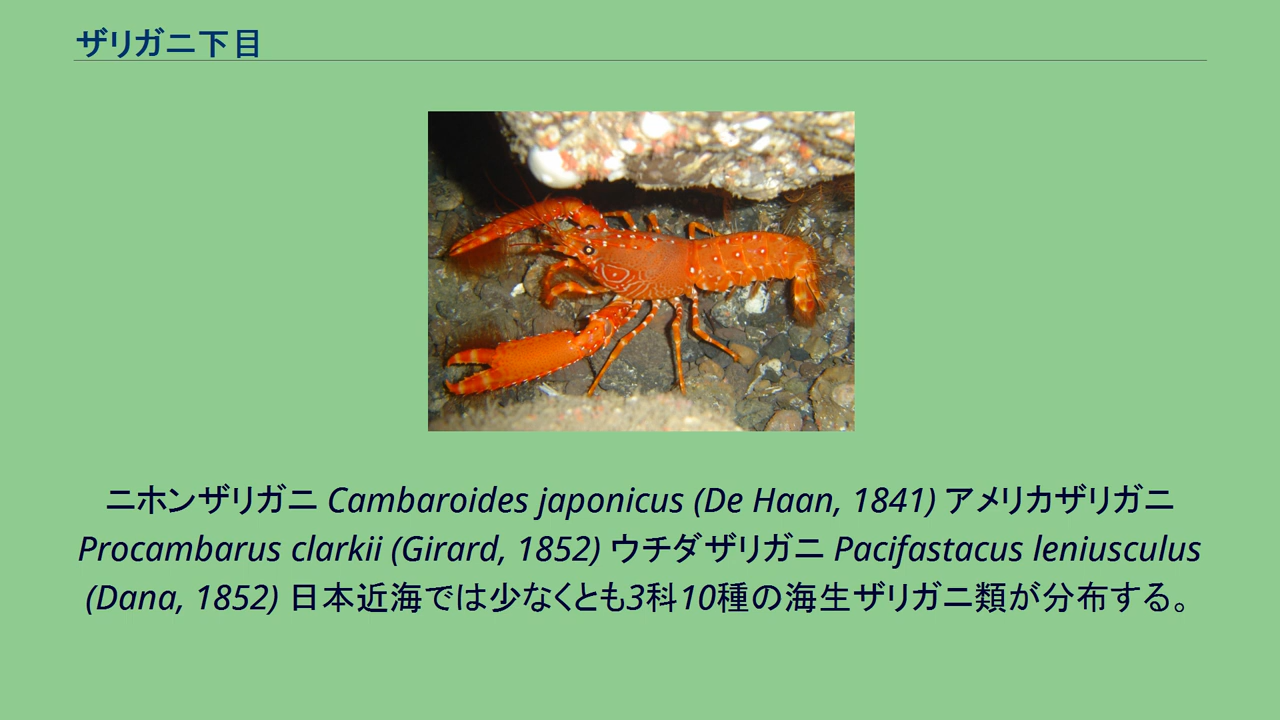 ザリガニ下目
ニホンザリガニ Cambaroides japonicus (De Haan, 1841) アメリカザリガニ
Procambarus clarkii (Girard, 1852) ウチダザリガニ Pacifastacus leniusculus
(Dana, 1852) 日本近海では少なくとも3科10種の海生ザリガニ類が分布する。